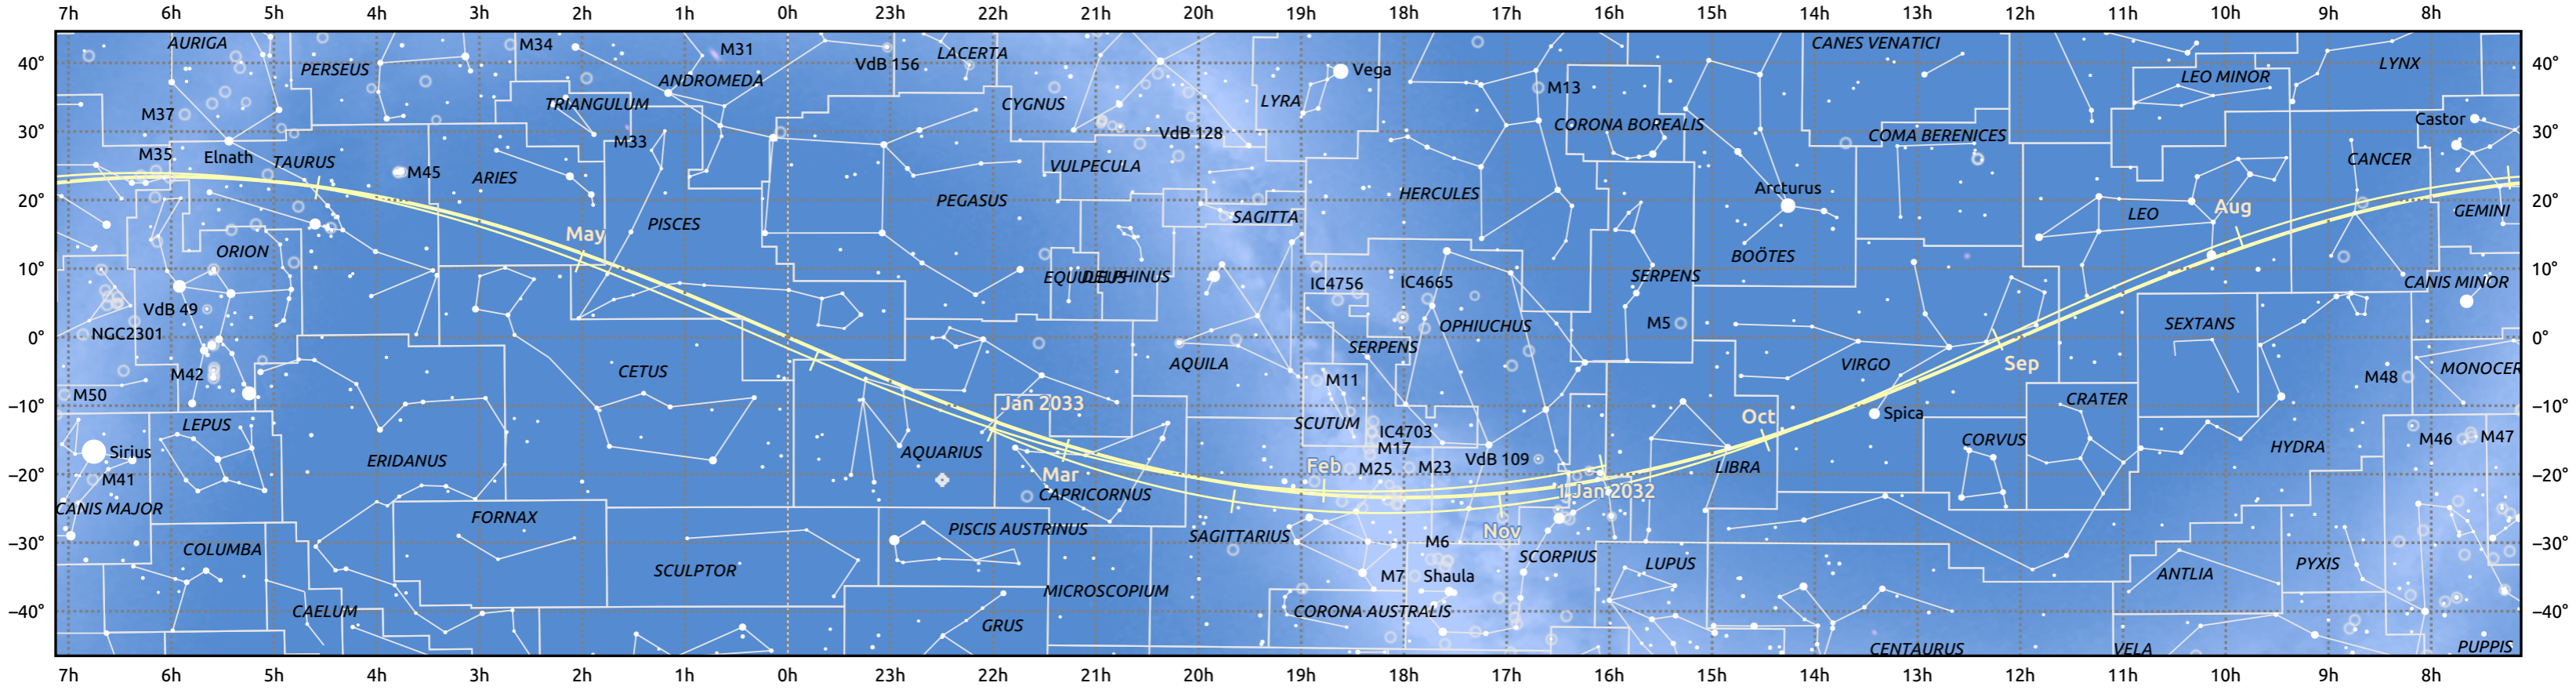 7h 6h 5h 4h 3h 2h 1h 0h 23h 22h 21h 20h 19h 18h 17h 16h 15h 14h 13h 12h 11h 10h 9h 8h
AURIGA M34 M31 LACERTA CANES VENATICI
40° PERSEUS ANDROMEDA VdB 156 Vega LEO MINOR LYNX 40°
M37 TRIANGULUM CYGNUS LYRA M13 Castor
30° M33 VdB 128 CORONA BOREALIS COMA BERENICES 30°
M35 Elnath TAURUS M45 ARIES VULPECULA CANCER
20° PISCES PEGASUS SAGITTA HERCULES Arcturus LEO Aug GEMINI 20°
ORION May BOÖTES
10° EQUULEUS DELPHINUS IC4756 IC4665 SERPENS CANIS MINOR 10°
VdB 49 NGC2301 OPHIUCHUS M5 SEXTANS
0° AQUILA SERPENS VIRGO Sep 0°
M42 CETUS M11 M48 MONOCER
−10° M50 Jan 2033 Spica CRATER −10°
LEPUS SCUTUM IC4703 Oct
Sirius ERIDANUS AQUARIUS M17 VdB 109 CORVUS HYDRA M46 M47
−20° M41 Mar Feb M25 M23 LIBRA −20°
CANIS MAJOR FORNAX CAPRICORNUS 1 Jan 2032
−30° COLUMBA PISCIS AUSTRINUS SAGITTARIUS M6 Nov SCORPIUS −30°
SCULPTOR MICROSCOPIUM M7 Shaula LUPUS ANTLIA PYXIS
−40° CAELUM CORONA AUSTRALIS −40°
GRUS CENTAURUS VELA PUPPIS
7h 6h 5h 4h 3h 2h 1h 0h 23h 22h 21h 20h 19h 18h 17h 16h 15h 14h 13h 12h 11h 10h 9h 8h